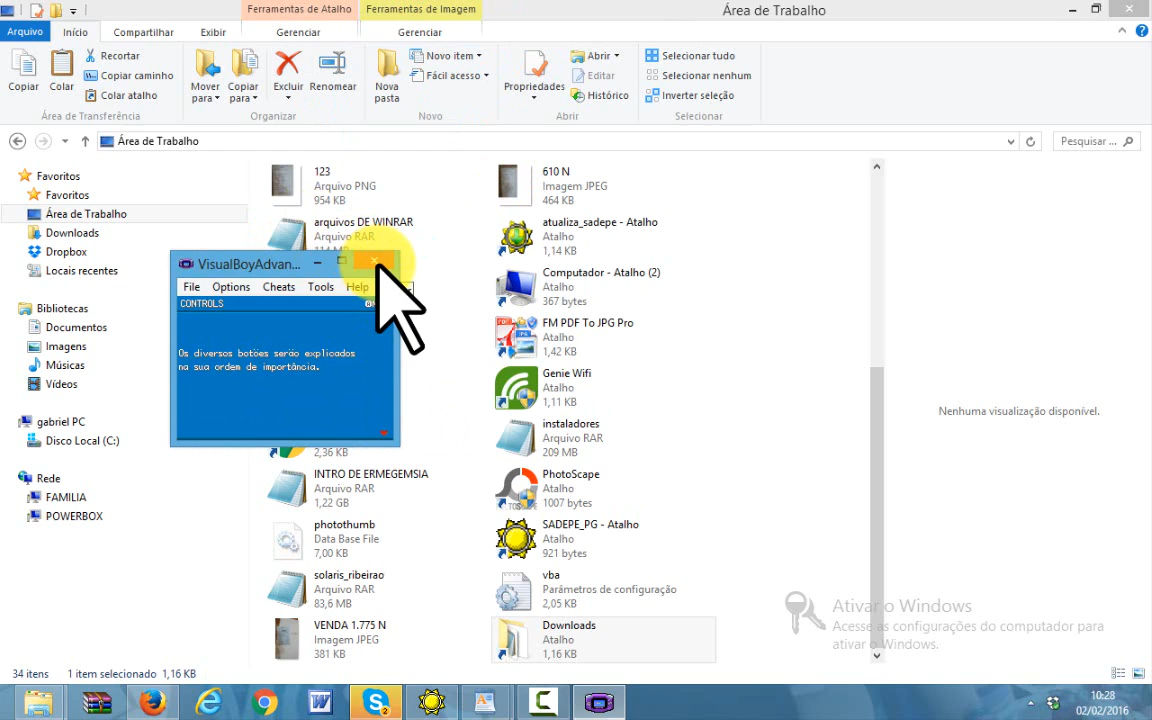 Ferramentas de Atalho
Ferramentas de Imagem
Área de Trabalho
Arquivo
Início
Compartilhar
Exibir
Gerenciar
Gerenciar
Copiar
Colar
Recortar
Copiar caminho
Colar atalho
Área de Transferência
Mover para
Copiar para
Excluir
Renomear
Organizar
Nova pasta
Novo item
Fácil acesso
Novo
Propriedades
Abrir
Editar
Histórico
Abrir
Selecionar tudo
Selecionar nenhum
Inverter seleção
Selecionar
Área de Trabalho
Pesquisar ...
Favoritos
Favoritos
Área de Trabalho
Downloads
Dropbox
Locais recentes
Bibliotecas
Documentos
Imagens
Músicas
Vídeos
gabriel PC
Disco Local (C:)
Rede
FAMILIA
POWERBOX
123
Arquivo PNG
954 KB
arquivos DE WINRAR
Arquivo RAR
VisualBoyAdvan...
File Options Cheats Tools Help
CONTROLS
Os diversos botões serão explicados
na sua ordem de importância.
2,36 KB
INTRO DE ERMEGEMSIA
Arquivo RAR
1,22 GB
photothumb
Data Base File
7,00 KB
solaris_ribeirao
Arquivo RAR
83,6 MB
VENDA 1.775 N
Imagem JPEG
381 KB
610 N
Imagem JPEG
464 KB
atualiza_sadepe - Atalho
Atalho
1,14 KB
Computador - Atalho (2)
Atalho
367 bytes
FM PDF To JPG Pro
Atalho
1,42 KB
Genie Wifi
Atalho
1,11 KB
instaladores
Arquivo RAR
209 MB
PhotoScape
Atalho
1007 bytes
SADEPE_PG - Atalho
Atalho
921 bytes
vba
Parâmetros de configuração
2,05 KB
Downloads
Atalho
1,16 KB
Nenhuma visualização disponível.
Ativar o Windows
Acesse as configurações do computador para
ativar o Windows.
34 itens
1 item selecionado 1,16 KB
10:28
02/02/2016